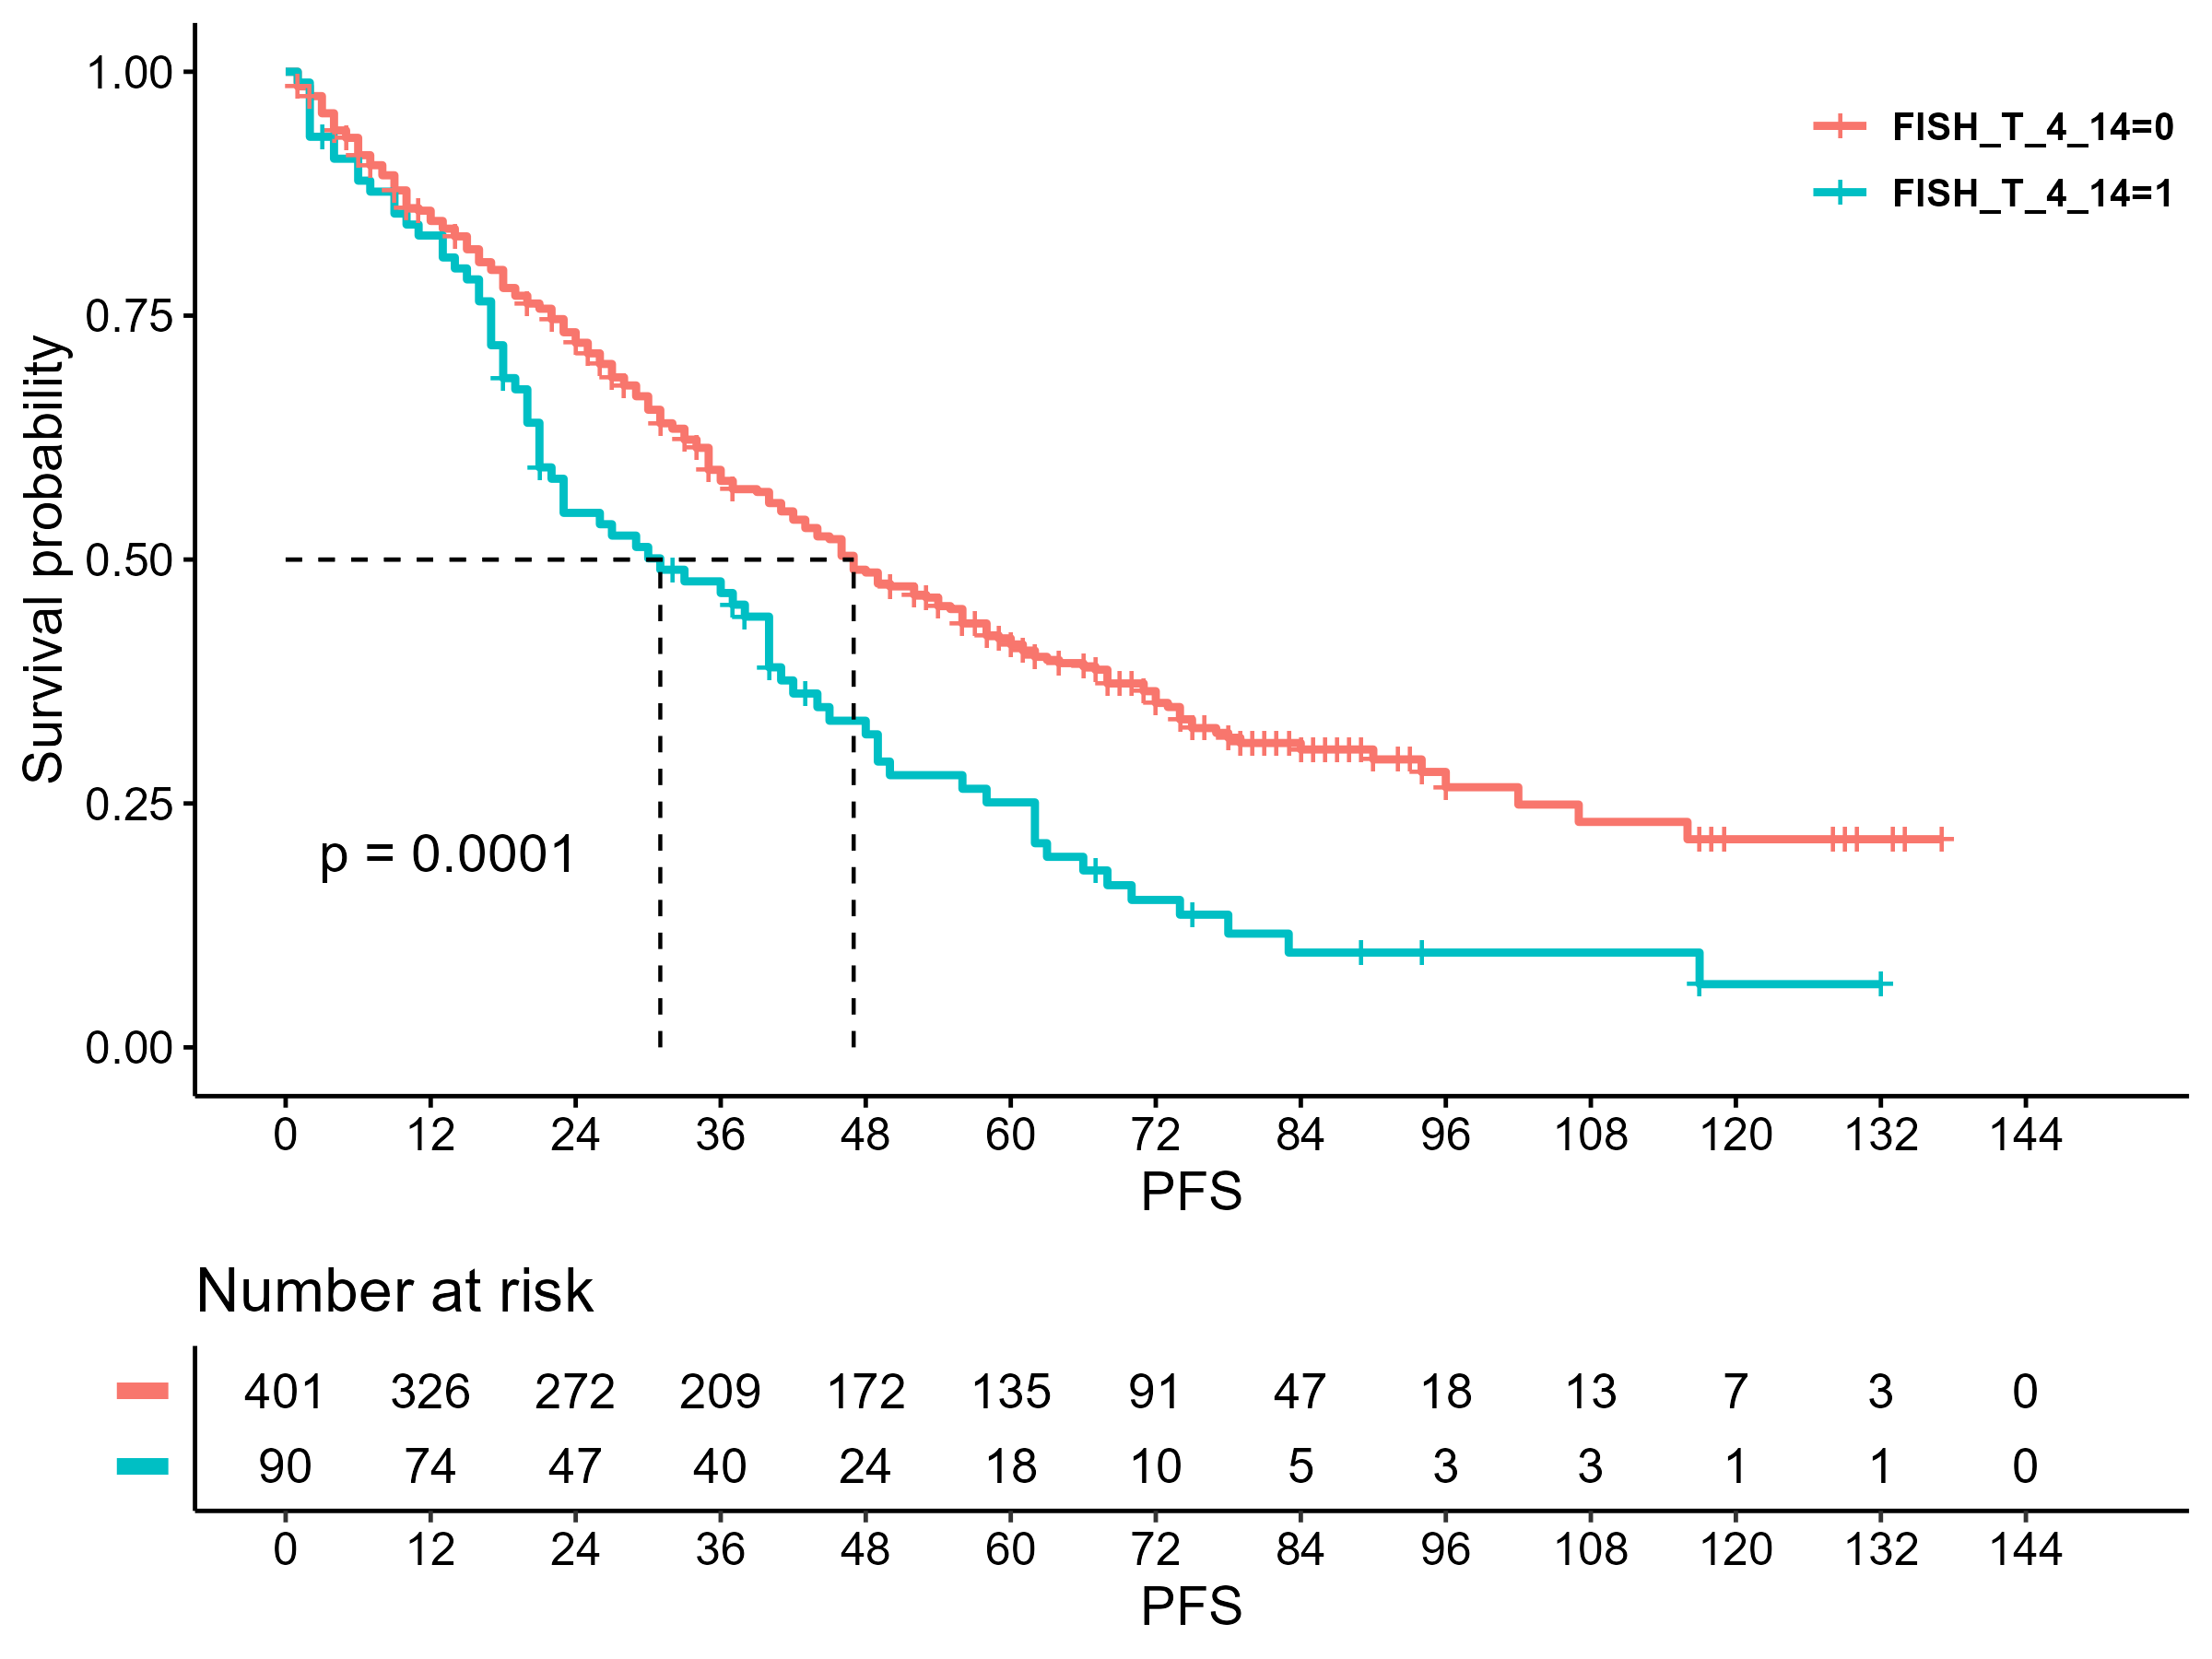 1.00
0.75
0.50
0.25
0.00
Survival probability
FISH_T_4_14=0
FISH_T_4_14=1
p = 0.0001
0 12 24 36 48 60 72 84 96 108 120 132 144
PFS
Number at risk
401 326 272 209 172 135 91 47 18 13 7 3 0
90 74 47 40 24 18 10 5 3 3 1 1 0
0 12 24 36 48 60 72 84 96 108 120 132 144
PFS